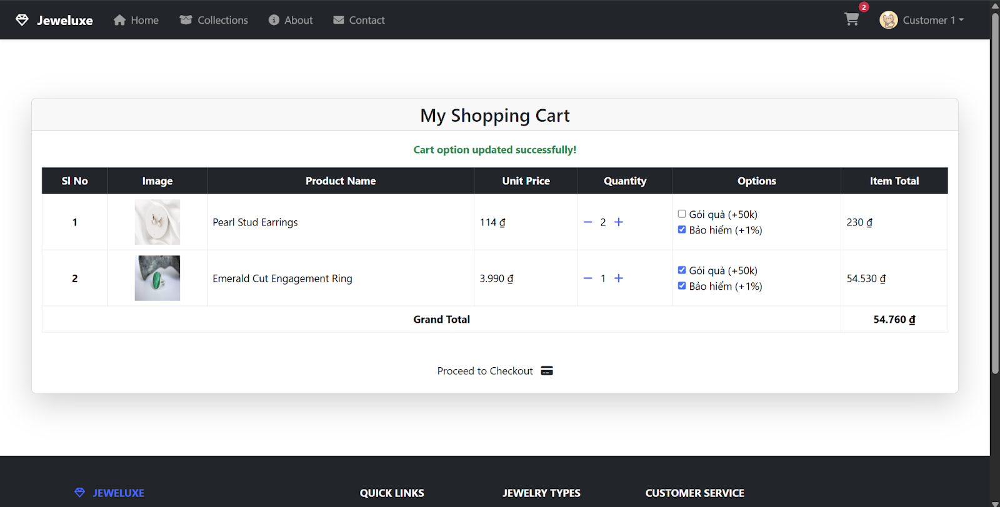 Jeweluxe Home Collections About Contact 2 Customer 1
My Shopping Cart
Cart option updated successfully!
Sl No Image Product Name Unit Price Quantity Options Item Total
1 Pearl Stud Earrings 114 ₫ − 2 + Gói quà (+50k) 230 ₫
Bảo hiểm (+1%)
2 Emerald Cut Engagement Ring 3.990 ₫ − 1 + Gói quà (+50k) 54.530 ₫
Bảo hiểm (+1%)
Grand Total 54.760 ₫
Proceed to Checkout
JEWELUXE QUICK LINKS JEWELRY TYPES CUSTOMER SERVICE